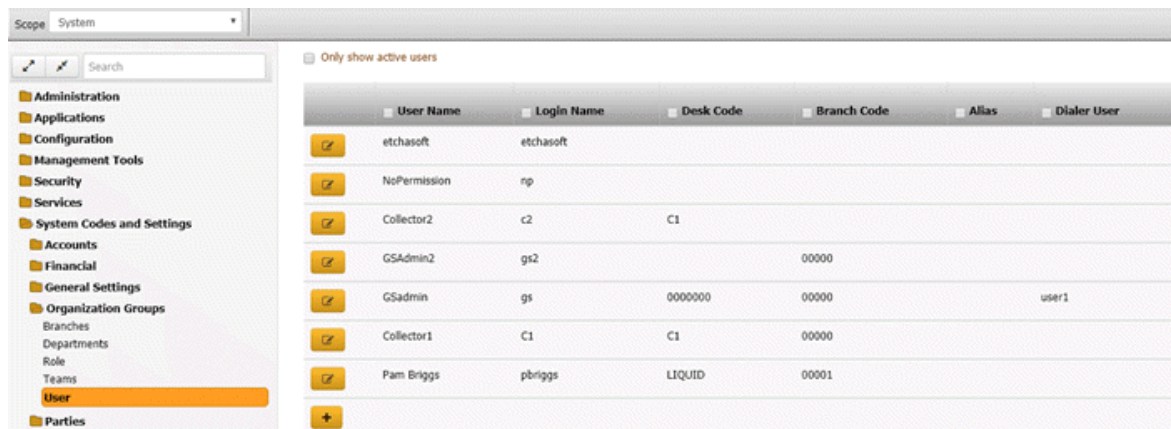 Scope System
Search
Only show active users
Administration
Applications
Configuration
Management Tools
Security
Services
System Codes and Settings
Accounts
Financial
General Settings
Organization Groups
Branches
Departments
Role
Teams
User
Parties
User Name Login Name Desk Code Branch Code Alias Dialer User
etchasoft etchasoft
NoPermission np
Collector2 c2 C1
GSAdmin2 gs2 00000
GSadmin gs 0000000 00000 user1
Collector1 C1 C1 00000
Pam Briggs pbriggs LIQUID 00001